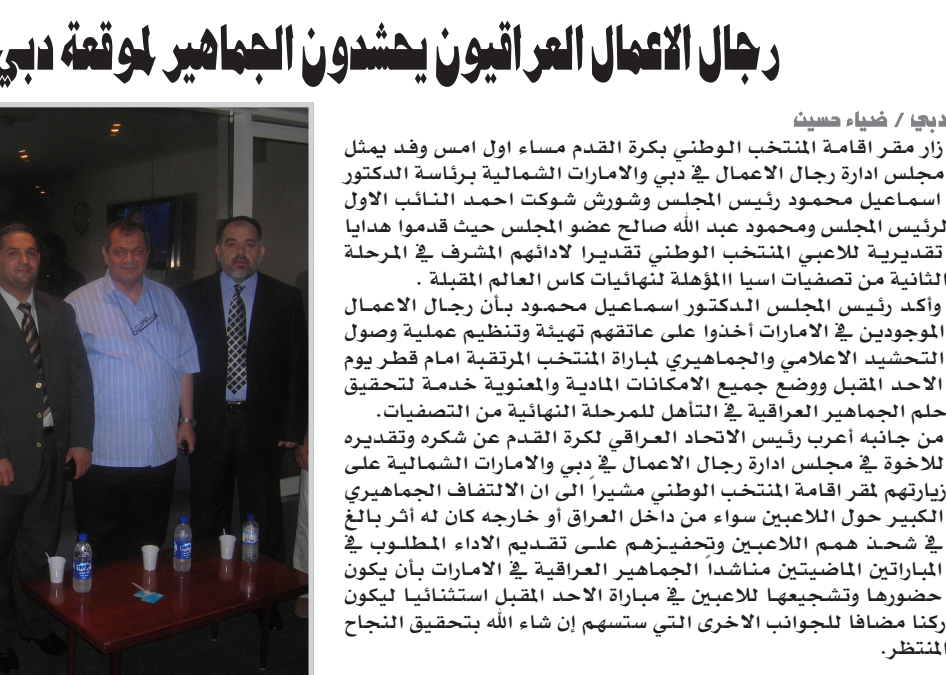 رجال الاعمال العراقيون يحشدون الجماهير لموقعة دبي
دبي / ضياء حسين
زار مقر اقامة المنتخب الوطني بكرة القدم مساء اول امس وفد يمثل
مجلس ادارة رجال الاعمال في دبي والامارات الشمالية برئاسة الدكتور
اسماعيل محمود رئيس المجلس وشورش شوكت احمد النائب الاول
لرئيس المجلس ومحمود عبد الله صالح عضو المجلس حيث قدموا هدايا
تقديرية للاعبي المنتخب الوطني تقديرا لادائهم المشرف في المرحلة
الثانية من تصفيات اسيا االمؤهلة لنهائيات كاس العالم المقبلة .
وأكد رئيس المجلس الدكتور اسماعيل محمود بأن رجال الاعمال
الموجودين في الامارات أخذوا على عاتقهم تهيئة وتنظيم عملية وصول
التحشيد الاعلامي والجماهيري لمباراة المنتخب المرتقبة امام قطر يوم
الاحد المقبل ووضع جميع الامكانات المادية والمعنوية خدمة لتحقيق
حلم الجماهير العراقية في التأهل للمرحلة النهائية من التصفيات.
من جانبه أعرب رئيس الاتحاد العراقي لكرة القدم عن شكره وتقديره
للاخوة في مجلس ادارة رجال الاعمال في دبي والامارات الشمالية على
زيارتهم لمقر اقامة المنتخب الوطني مشيراً الى ان الالتفاف الجماهيري
الكبير حول اللاعبين سواء من داخل العراق أو خارجه كان له أثر بالغ
في شحذ همم اللاعبين وتحفيزهم على تقديم الاداء المطلوب في
المباراتين الماضيتين مناشداً الجماهير العراقية في الامارات بأن يكون
حضورها وتشجيعها للاعبين في مباراة الاحد المقبل استثنائيا ليكون
ركنا مضافا للجوانب الاخرى التي ستسهم إن شاء الله بتحقيق النجاح
المنتظر.